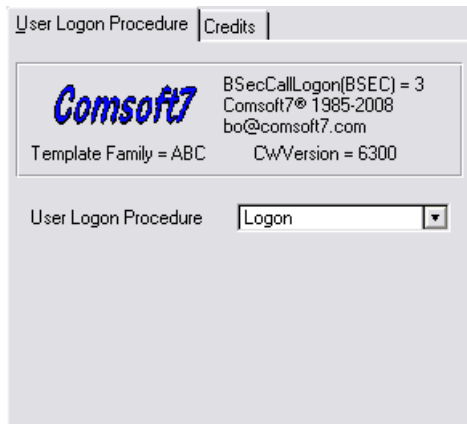 User Logon Procedure Credits
Comsoft7
BSecCallLogon(BSEC) = 3
Comsoft7® 1985-2008
bo@comsoft7.com
Template Family = ABC CWVersion = 6300
User Logon Procedure Logon